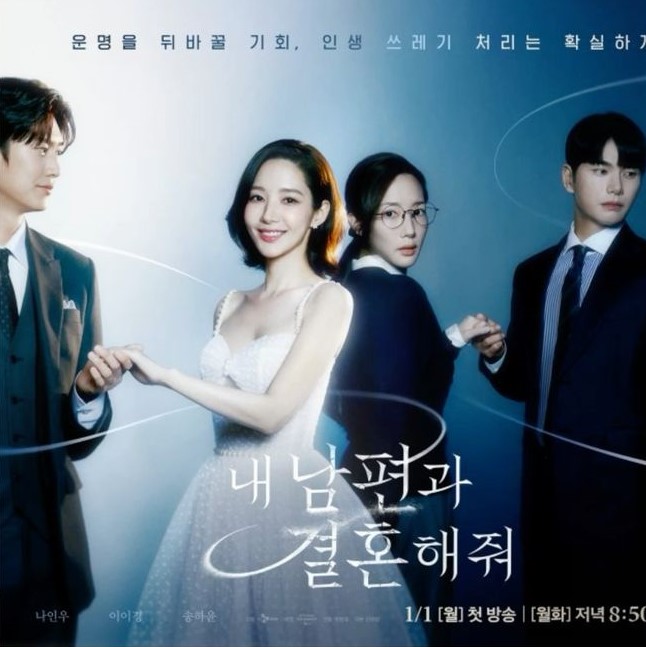 운명을 뒤바꿀 기회, 인생 쓰레기 처리는 확실하게
내 남편과
결혼해줘
나인우 이이경 송하윤
1/1 [월] 첫 방송 | [월화] 저녁 8:50